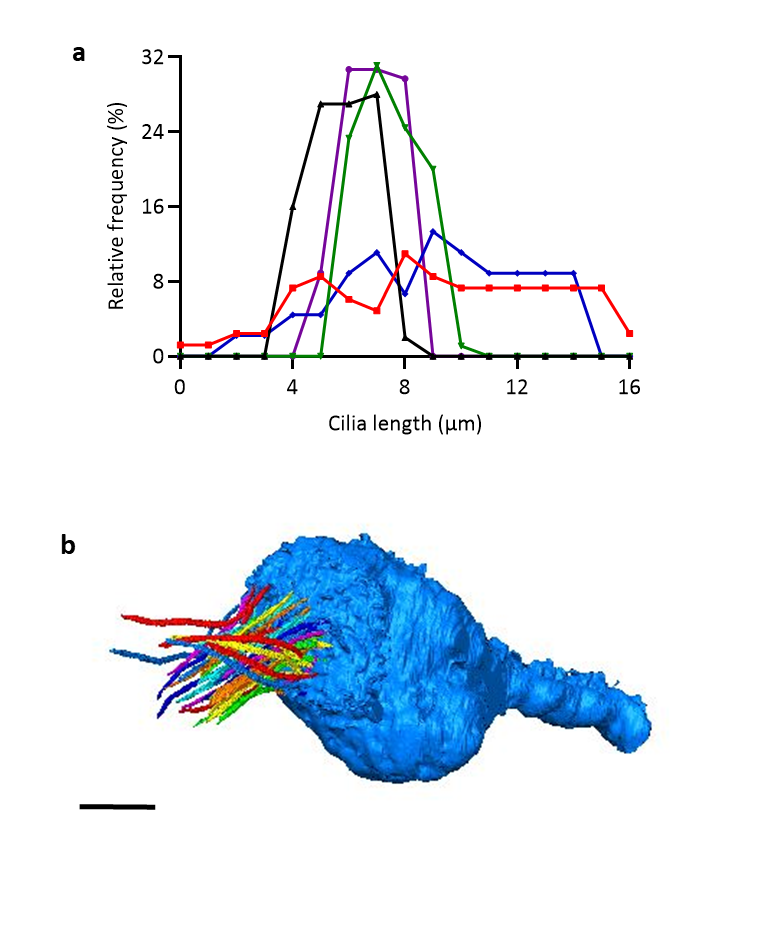 a
32
24
16
8
0
Relative frequency (%)
0 4 8 12 16
Cilia length (μm)
b